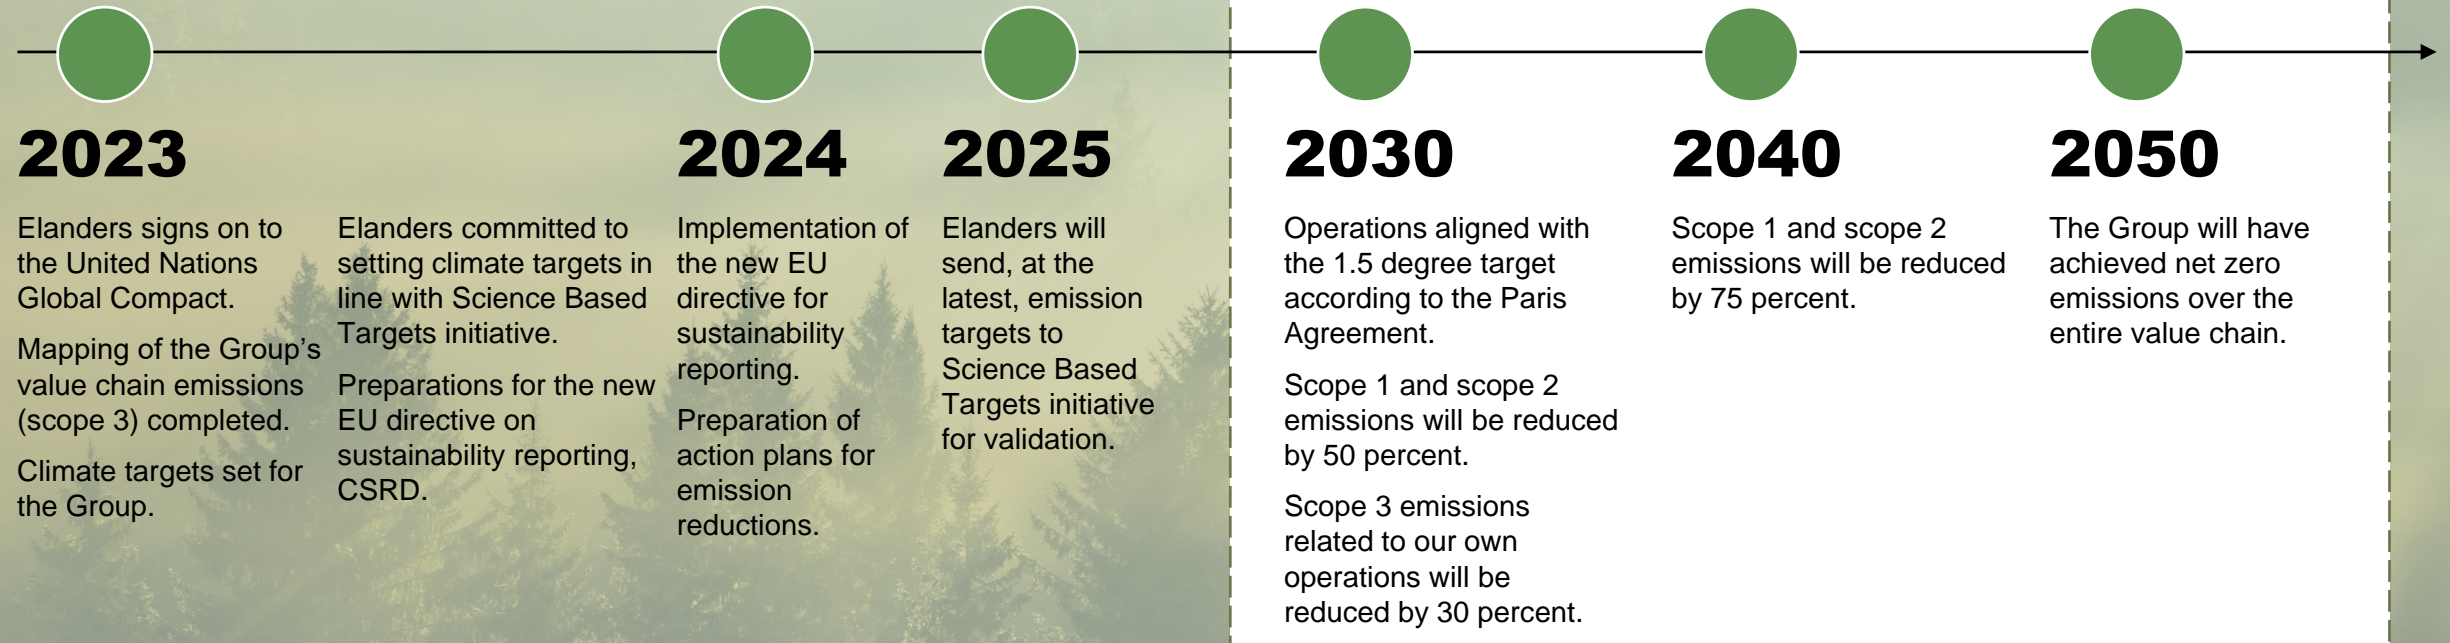 2023
Elanders signs on to
the United Nations
Global Compact.
Mapping of the Group’s
value chain emissions
(scope 3) completed.
Climate targets set for
the Group.
Elanders committed to
setting climate targets in
line with Science Based
Targets initiative.
Preparations for the new
EU directive on
sustainability reporting,
CSRD.
2024
Implementation of
the new EU
directive for
sustainability
reporting.
Preparation of
action plans for
emission
reductions.
2025
Elanders will
send, at the
latest, emission
targets to
Science Based
Targets initiative
for validation.
2030
Operations aligned with
the 1.5 degree target
according to the Paris
Agreement.
Scope 1 and scope 2
emissions will be reduced
by 50 percent.
Scope 3 emissions
related to our own
operations will be
reduced by 30 percent.
2040
Scope 1 and scope 2
emissions will be reduced
by 75 percent.
2050
The Group will have
achieved net zero
emissions over the
entire value chain.